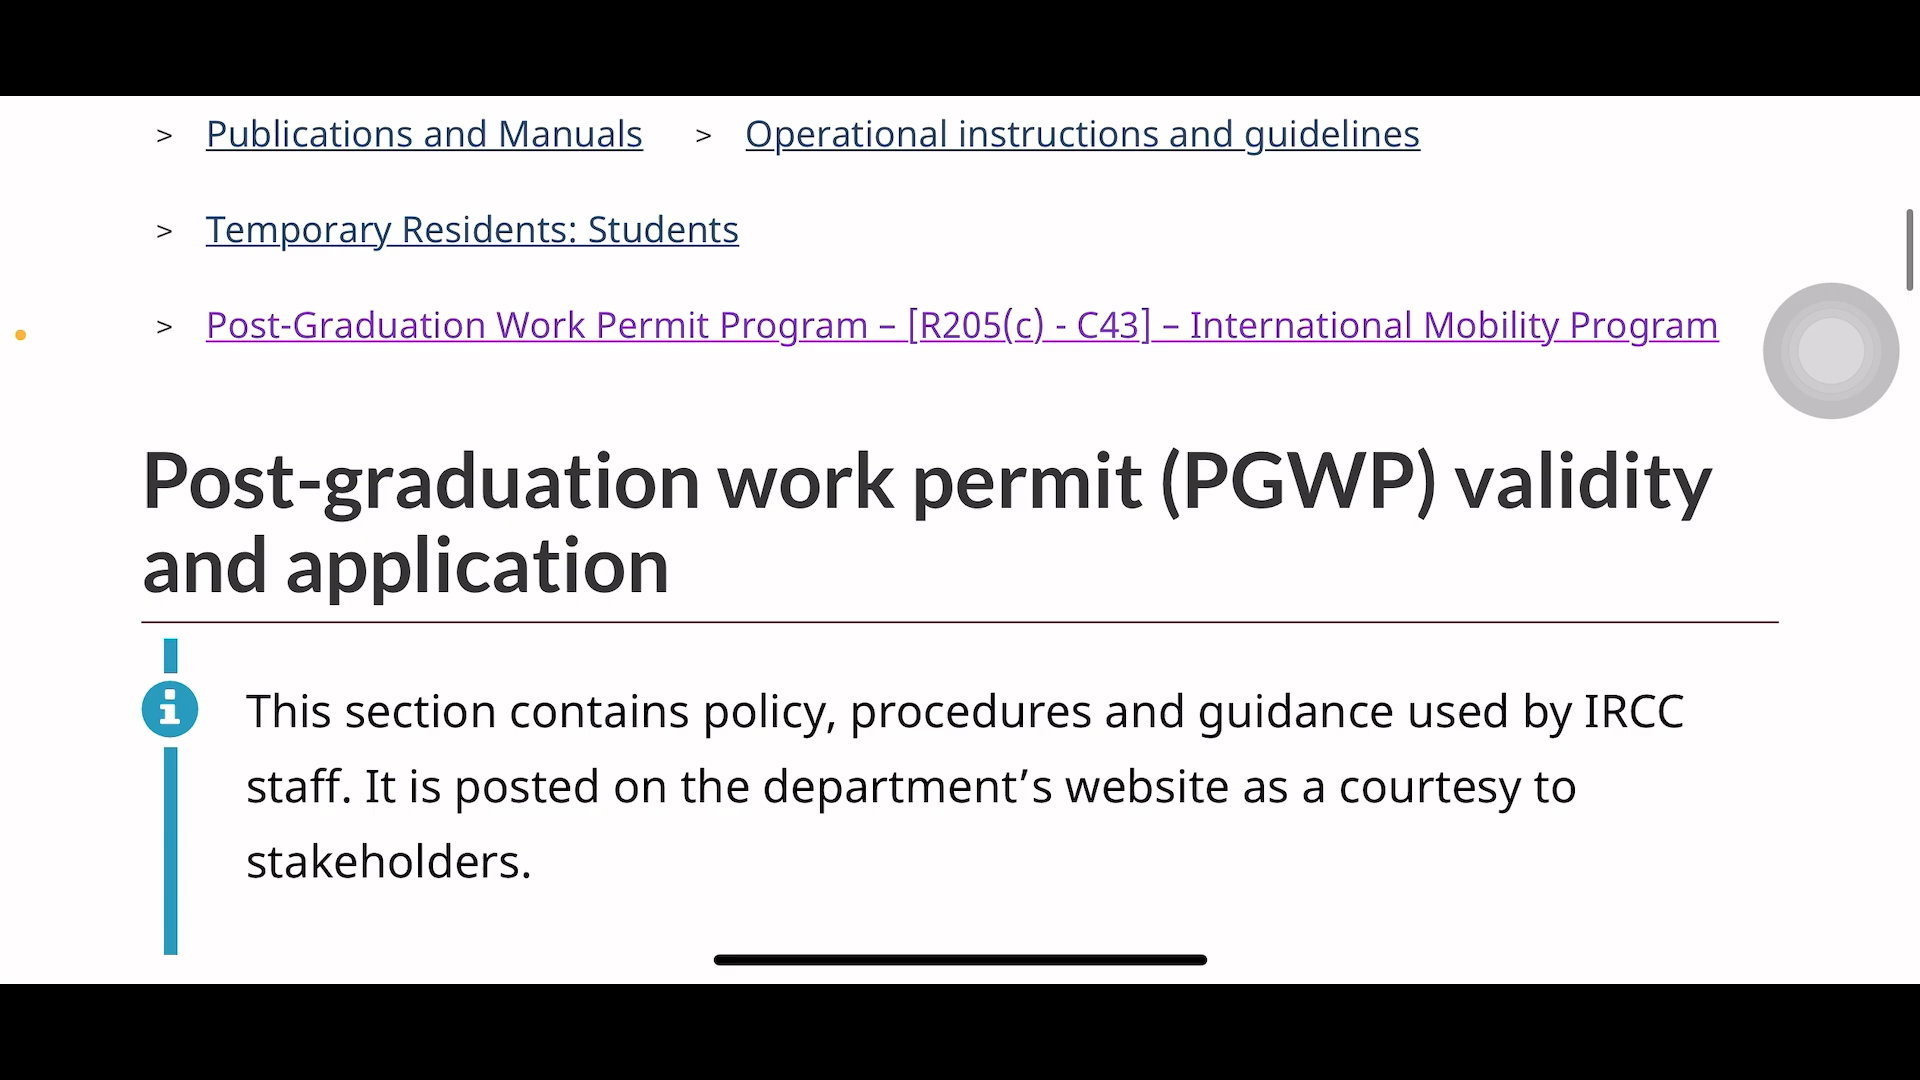 > Publications and Manuals > Operational instructions and guidelines
> Temporary Residents: Students
> Post-Graduation Work Permit Program – [R205(c) - C43] – International Mobility Program
Post-graduation work permit (PGWP) validity
and application
This section contains policy, procedures and guidance used by IRCC
staff. It is posted on the department’s website as a courtesy to
stakeholders.